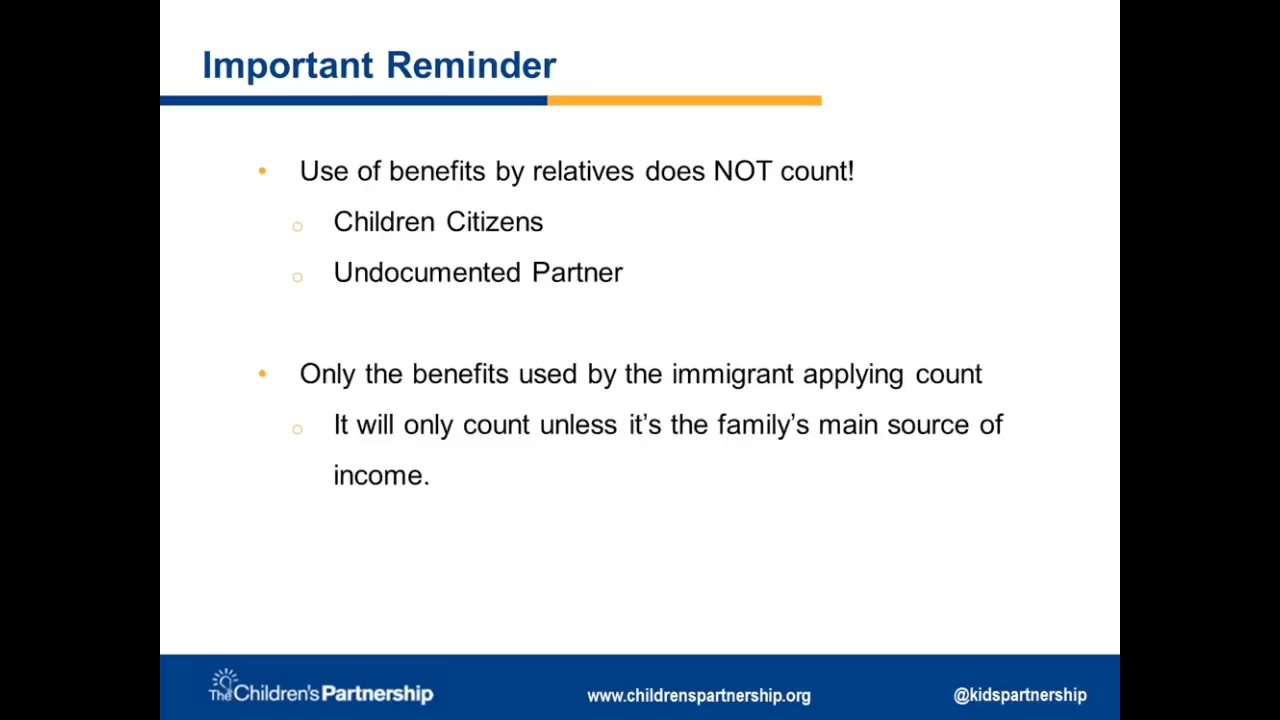 Important Reminder
• Use of benefits by relatives does NOT count!
o Children Citizens
o Undocumented Partner
• Only the benefits used by the immigrant applying count
o It will only count unless it’s the family’s main source of
income.
The Children's Partnership
www.childrenspartnership.org
@kidspartnership